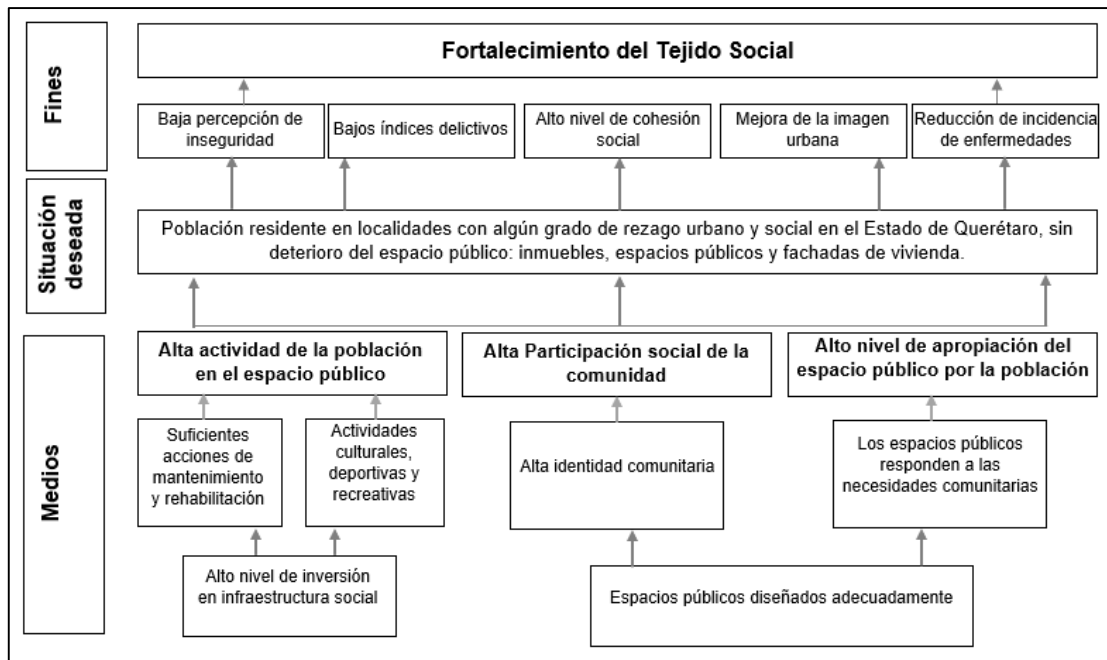 Fines
Fortalecimiento del Tejido Social
Baja percepción de
inseguridad
Bajos índices delictivos
Alto nivel de cohesión
social
Mejora de la imagen
urbana
Reducción de incidencia
de enfermedades
Situación
deseada
Población residente en localidades con algún grado de rezago urbano y social en el Estado de Querétaro, sin
deterioro del espacio público: inmuebles, espacios públicos y fachadas de vivienda.
Medios
Alta actividad de la población
en el espacio público
Alta Participación social de la
comunidad
Alto nivel de apropiación del
espacio público por la población
Suficientes
acciones de
mantenimiento
y rehabilitación
Actividades
culturales,
deportivas y
recreativas
Alta identidad comunitaria
Los espacios públicos
responden a las
necesidades comunitarias
Alto nivel de inversión
en infraestructura social
Espacios públicos diseñados adecuadamente